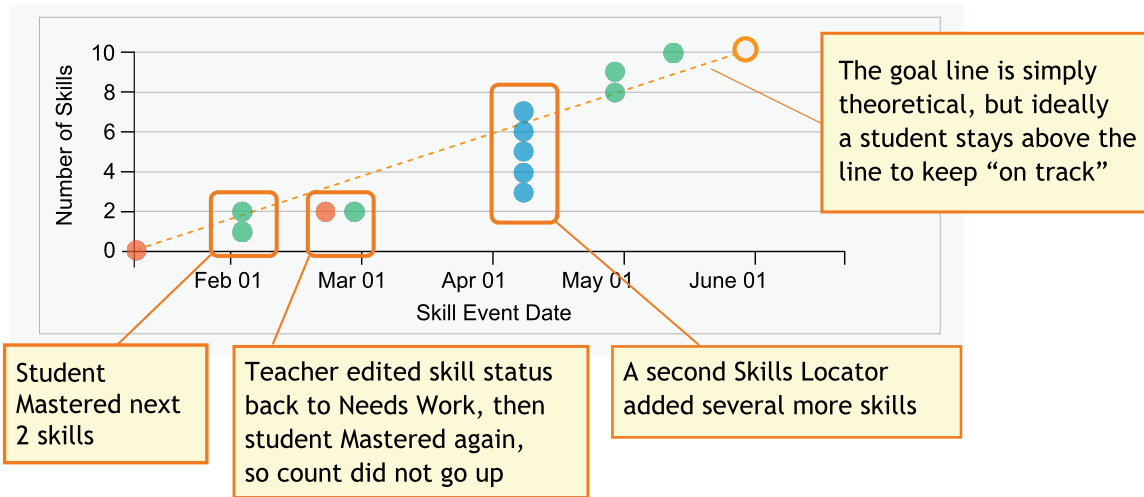 10
8
6
4
2
0
Number of Skills
Feb 01
Mar 01
Apr 01
May 01
June 01
Skill Event Date
The goal line is simply
theoretical, but ideally
a student stays above the
line to keep “on track”
Student
Mastered next
2 skills
Teacher edited skill status
back to Needs Work, then
student Mastered again,
so count did not go up
A second Skills Locator
added several more skills